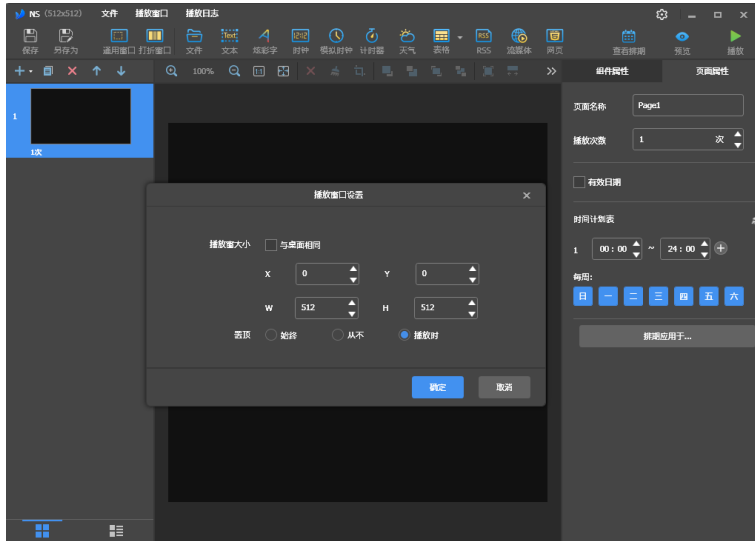 NS (512x512) 文件 播放窗口 播放日志
保存 另存为 通用窗口 打折窗口 文件 文本 炫彩字 时钟 模拟时钟 计时器 天气 表格 RSS 流媒体 网页 查看排期 预览 播放
Text 12:12 RSS
100% 1:1
组件属性 页面属性
1
1次
页面名称 Page1
播放次数 1 次
有效日期
时间计划表
1 00 : 00 ~ 24 : 00
每周:
日 一 二 三 四 五 六
排期应用于...
播放窗口设置
播放窗大小 与桌面相同
X 0 Y 0
W 512 H 512
置顶 始终 从不 播放时
确定 取消